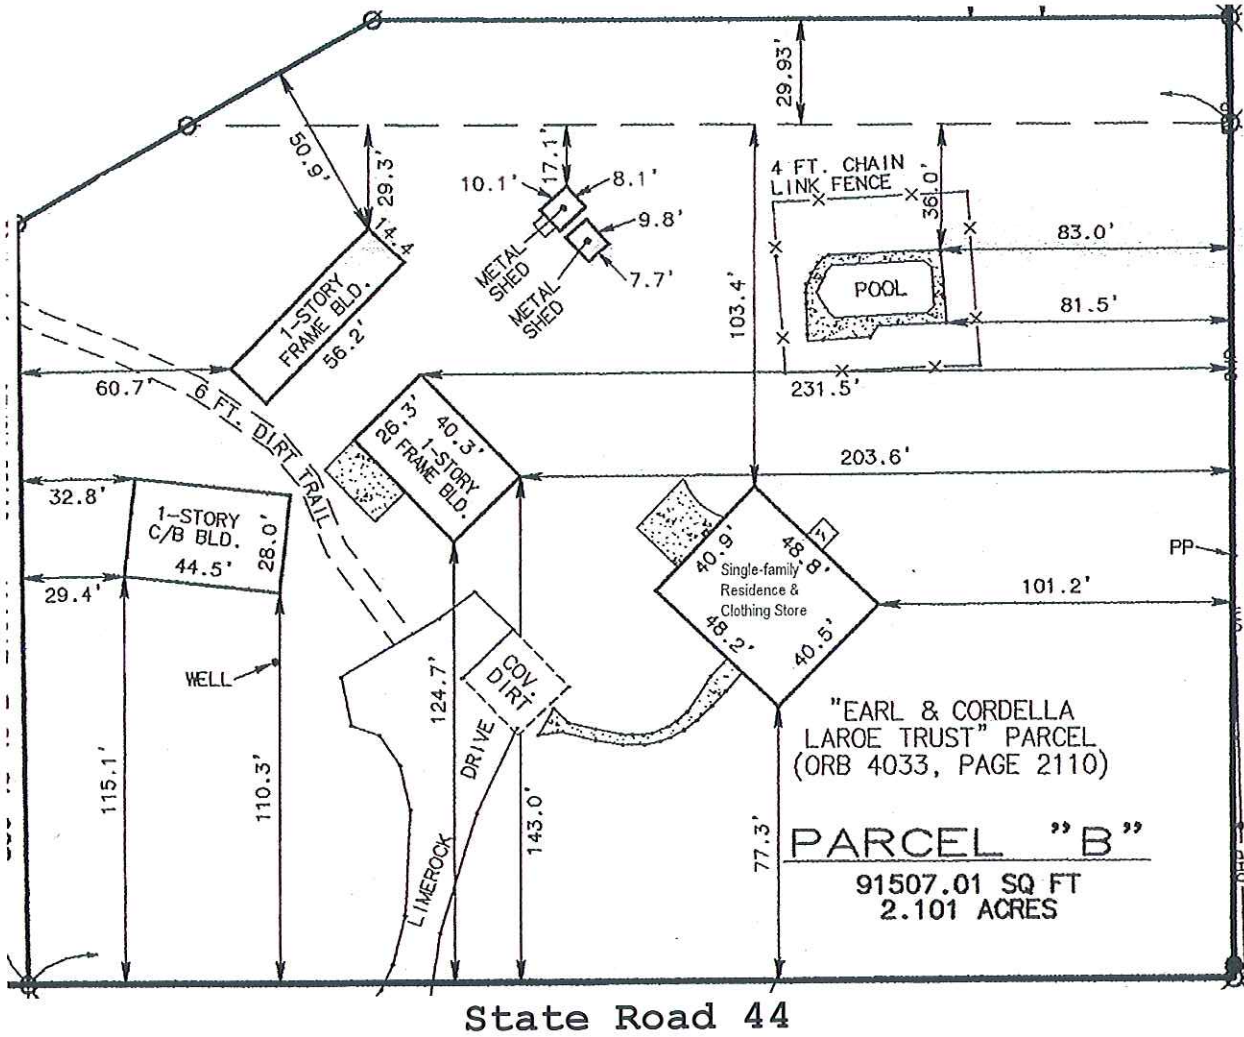 29.93'
50.9'
29.3'
17.1'
10.1'
8.1'
9.8'
7.7'
METAL
SHED
METAL
SHED
4 FT. CHAIN
LINK FENCE
36.0'
83.0'
POOL
81.5'
14.4
1-STORY
FRAME BLD.
56.2'
103.4'
60.7'
6 FT. DIRT TRAIL
231.5'
26.3'
40.3'
1-STORY
FRAME BLD.
203.6'
32.8'
1-STORY
C/B BLD.
44.5'
28.0'
29.4'
40.9'
48.8'
Single-family
Residence &
Clothing Store
48.2'
40.5'
PP
101.2'
WELL
COV.
DIRT
124.7'
DRIVE
LIMEROCK
115.1'
110.3'
143.0'
77.3'
"EARL & CORDELLA
LAROE TRUST" PARCEL
(ORB 4033, PAGE 2110)
PARCEL "B"
91507.01 SQ FT
2.101 ACRES
OHP
State Road 44